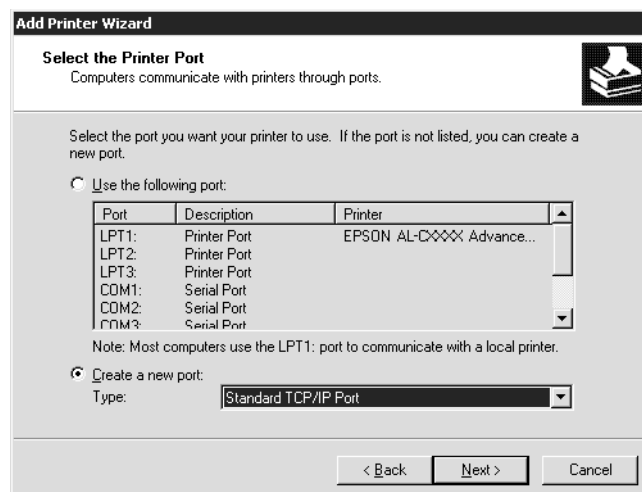 Add Printer Wizard
Select the Printer Port
Computers communicate with printers through ports.
Select the port you want your printer to use. If the port is not listed, you can create a
new port.
Use the following port:
Port Description Printer
LPT1: Printer Port EPSON AL-CXXXX Advance...
LPT2: Printer Port
LPT3: Printer Port
COM1: Serial Port
COM2: Serial Port
COM3: Serial Port
Note: Most computers use the LPT1: port to communicate with a local printer.
Create a new port:
Type: Standard TCP/IP Port
< Back Next > Cancel